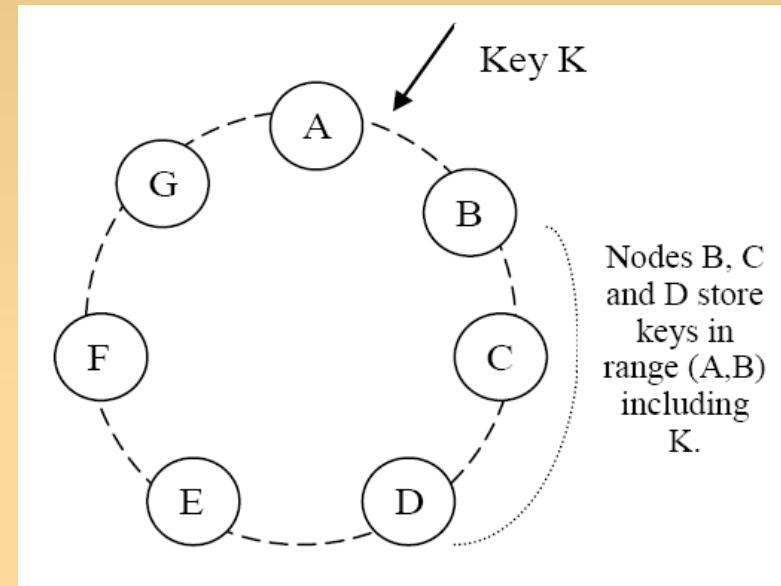 Key K
A
G
B
Nodes B, C
and D store
keys in
range (A,B)
including
K.
F
C
E
D